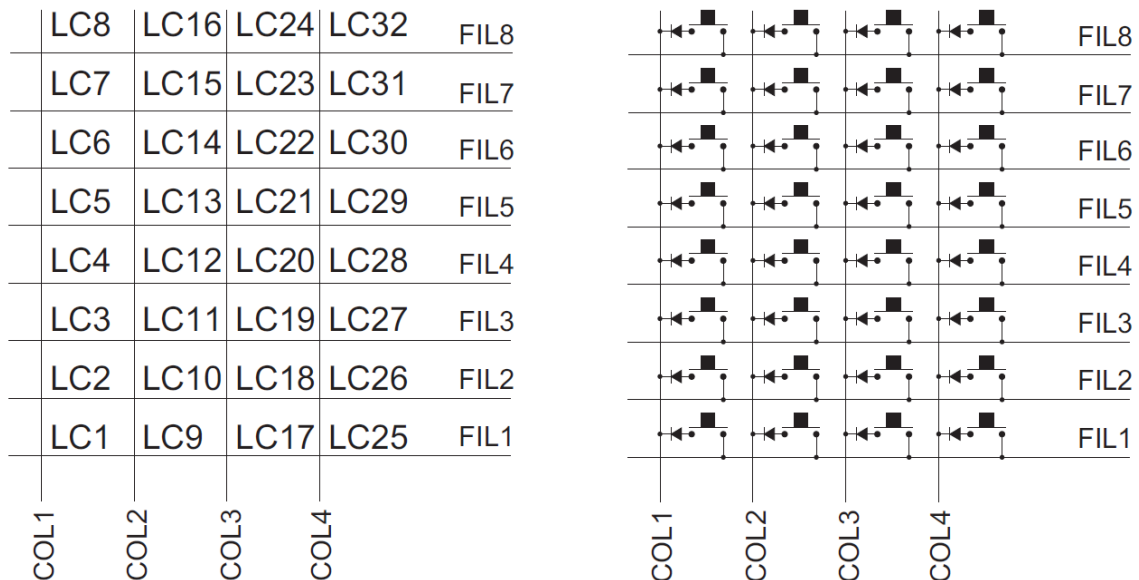 LC8 LC16 LC24 LC32 FIL8
LC7 LC15 LC23 LC31 FIL7
LC6 LC14 LC22 LC30 FIL6
LC5 LC13 LC21 LC29 FIL5
LC4 LC12 LC20 LC28 FIL4
LC3 LC11 LC19 LC27 FIL3
LC2 LC10 LC18 LC26 FIL2
LC1 LC9 LC17 LC25 FIL1
COL1 COL2 COL3 COL4
FIL8
FIL7
FIL6
FIL5
FIL4
FIL3
FIL2
FIL1
COL1 COL2 COL3 COL4